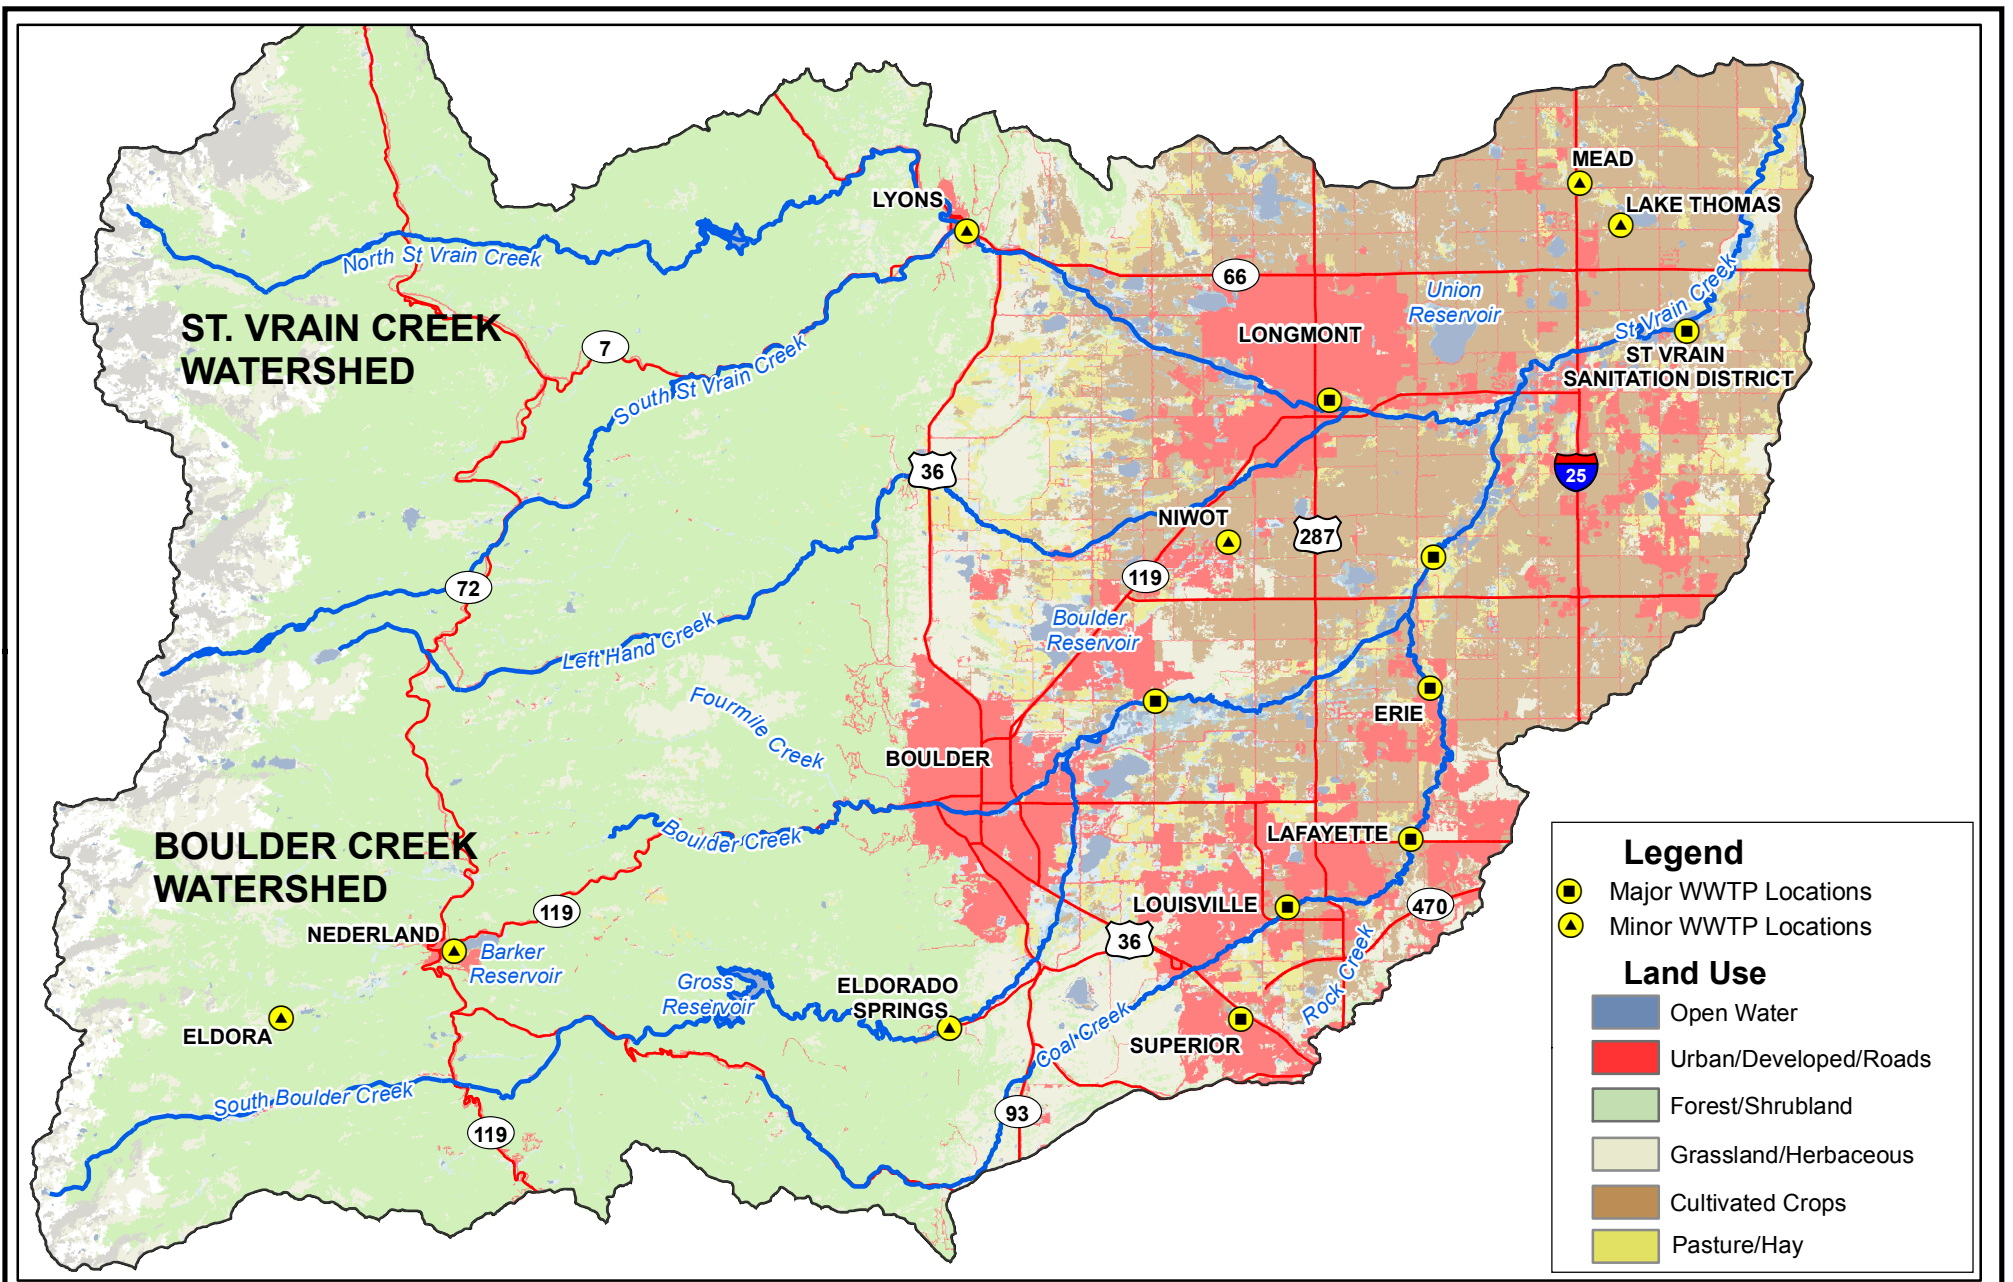 MEAD
LYONS
LAKE THOMAS
North St Vrain Creek
66
Union
Reservoir
St Vrain Creek
ST. VRAIN CREEK
WATERSHED
7
LONGMONT
ST VRAIN
SANITATION DISTRICT
South St Vrain Creek
36
25
NIWOT
287
119
72
Boulder
Reservoir
Left Hand Creek
Fourmile Creek
ERIE
BOULDER
BOULDER CREEK
WATERSHED
Boulder Creek
LAFAYETTE
119
LOUISVILLE
470
NEDERLAND
Barker
Reservoir
36
Gross
Reservoir
ELDORADO
SPRINGS
Rock Creek
ELDORA
Coal Creek
SUPERIOR
South Boulder Creek
93
119
Legend
Major WWTP Locations
Minor WWTP Locations
Land Use
Open Water
Urban/Developed/Roads
Forest/Shrubland
Grassland/Herbaceous
Cultivated Crops
Pasture/Hay